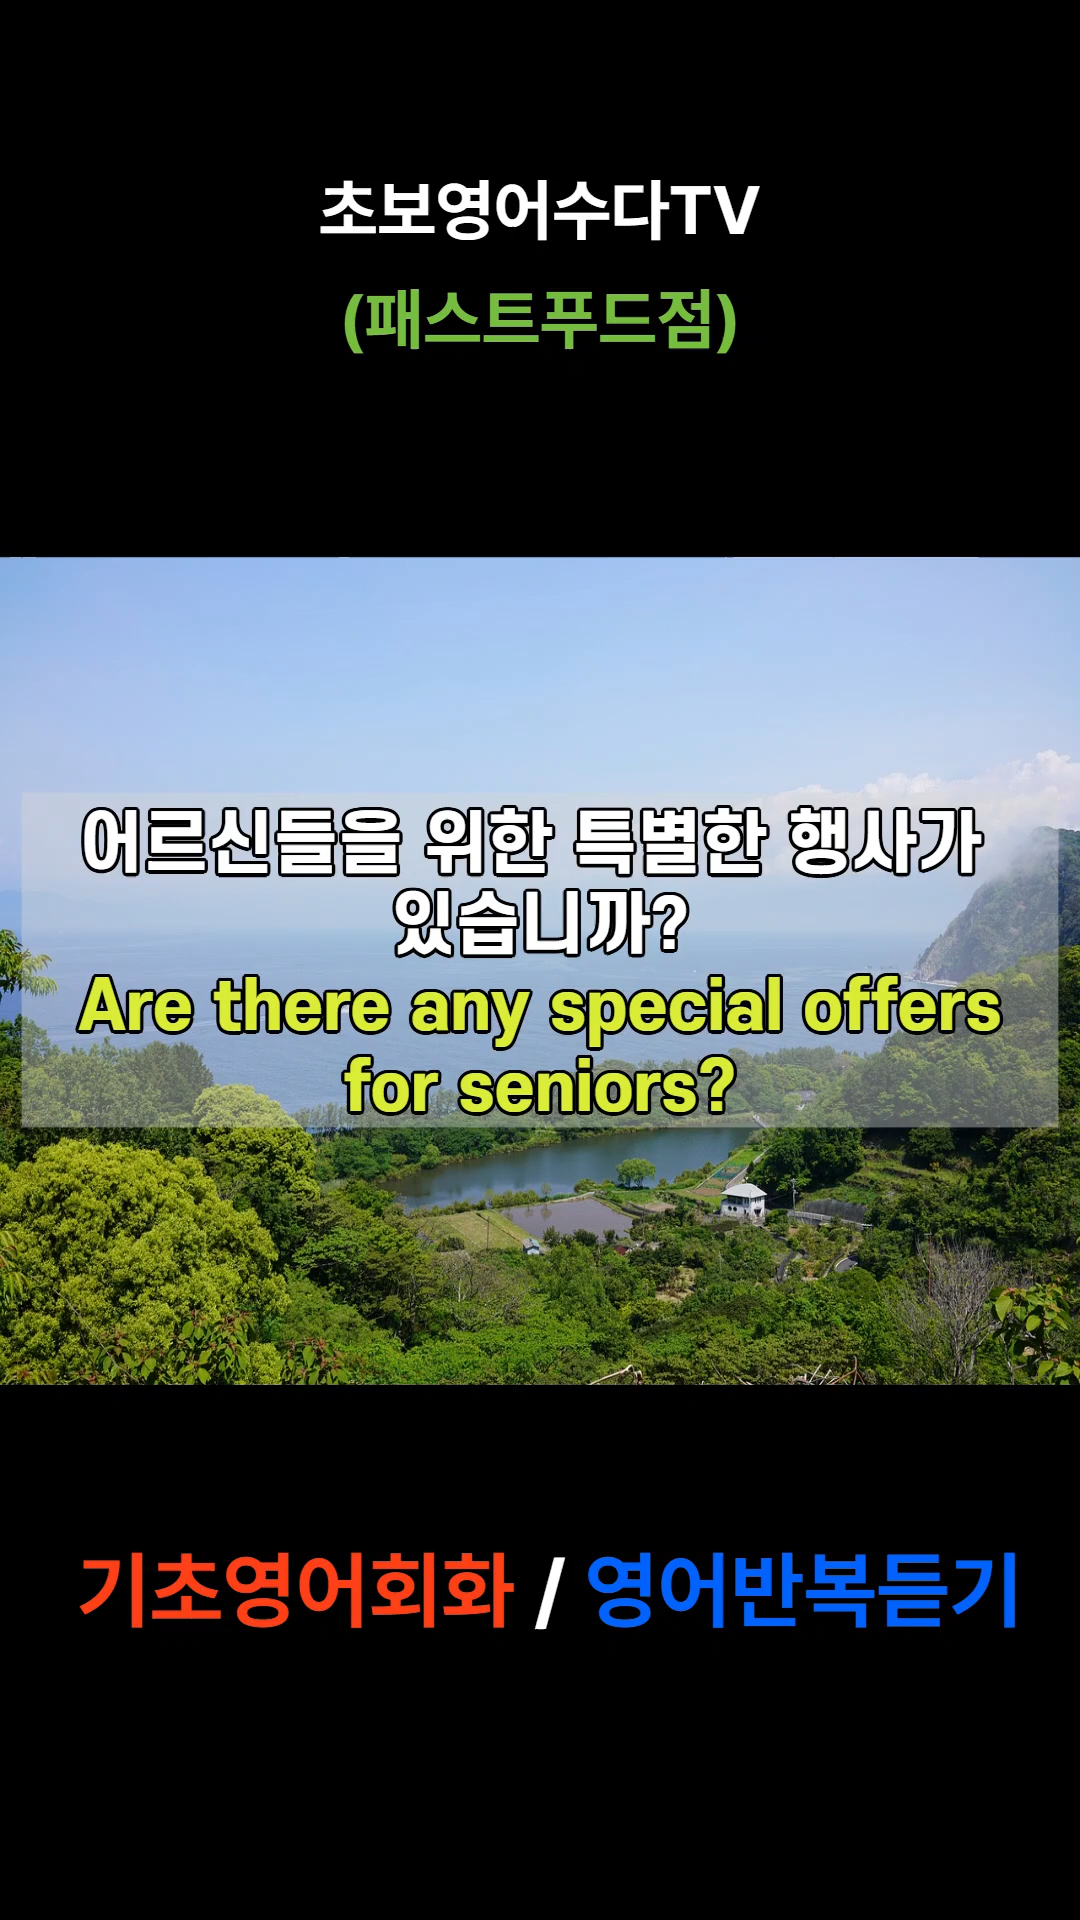 초보영어수다TV
(패스트푸드점)
어르신들을 위한 특별한 행사가
있습니까?
Are there any special offers
for seniors?
기초영어회화 / 영어반복듣기